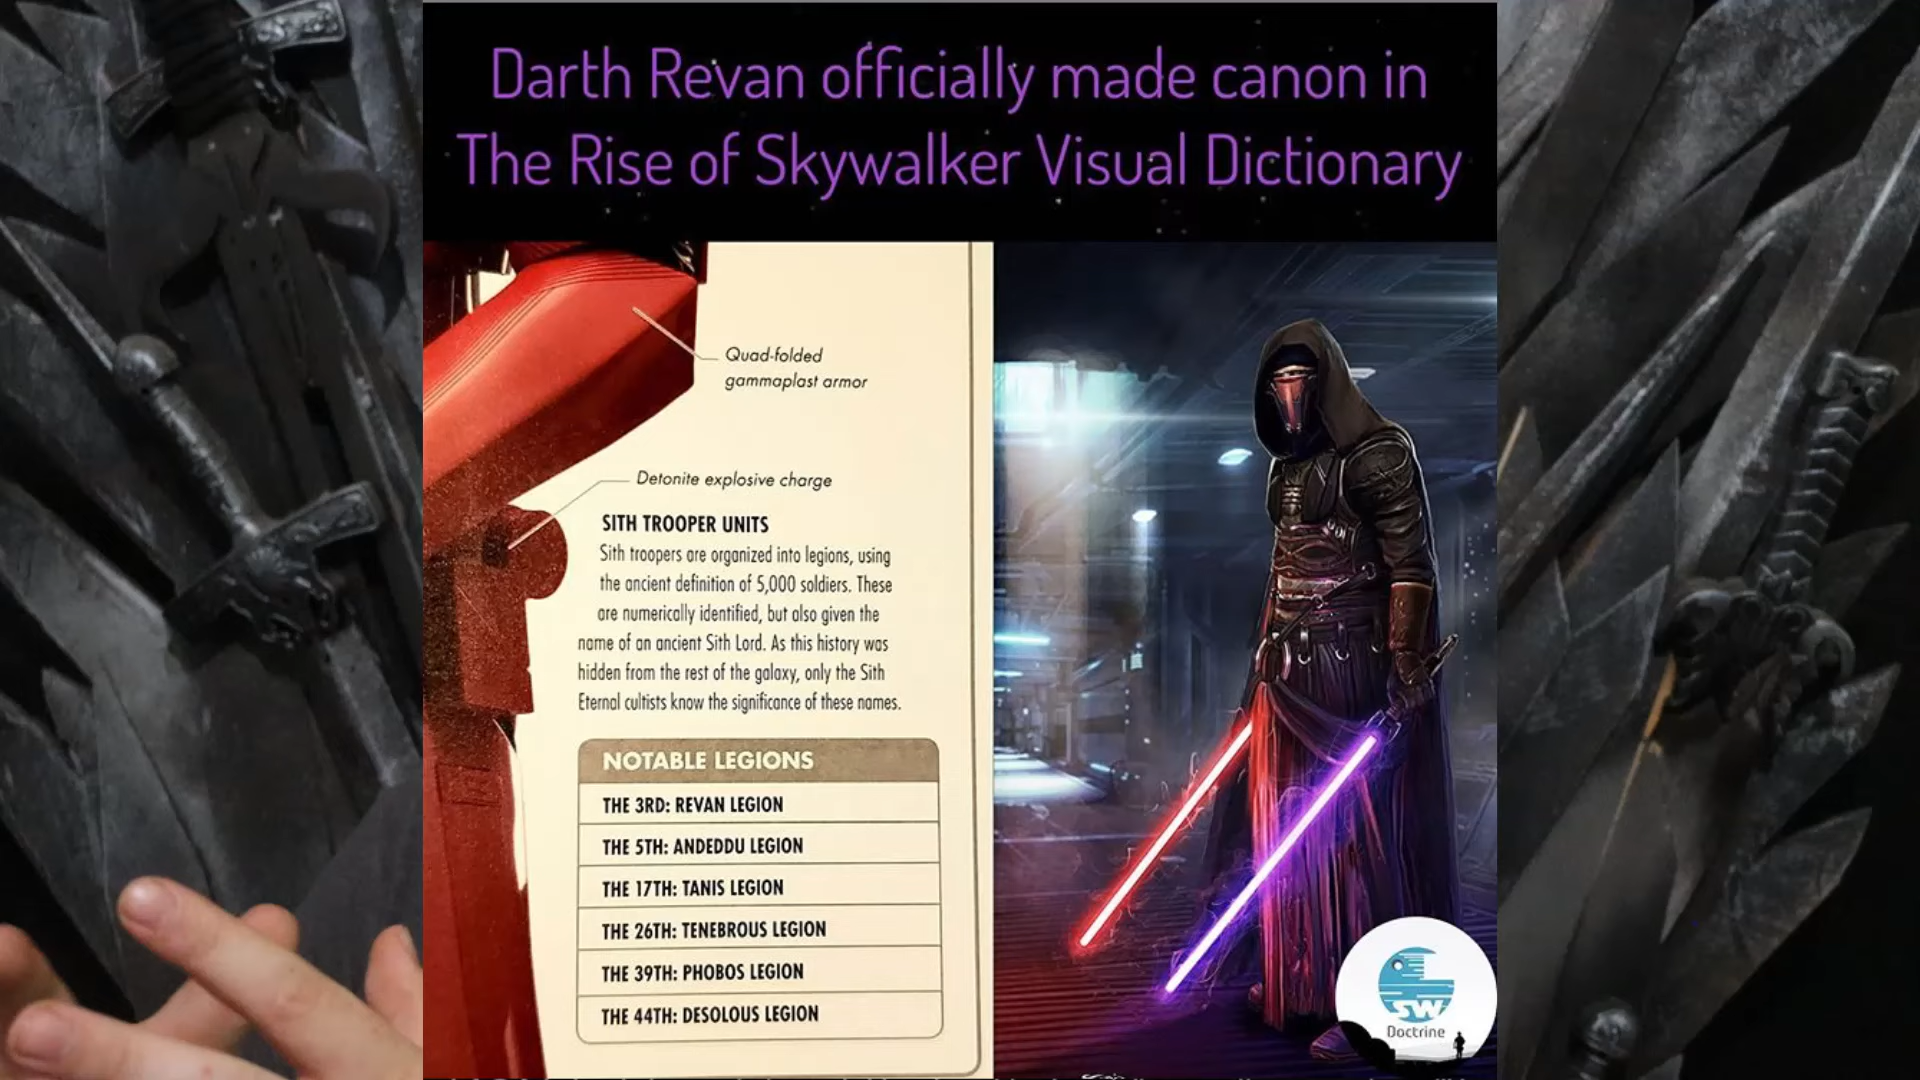 Darth Revan officially made canon in
The Rise of Skywalker Visual Dictionary
Quad-folded
gammaplast armor
Detonite explosive charge
SITH TROOPER UNITS
Sith troopers are organized into legions, using
the ancient definition of 5,000 soldiers. These
are numerically identified, but also given the
name of an ancient Sith Lord. As this history was
hidden from the rest of the galaxy, only the Sith
Eternal cultists know the significance of these names.
NOTABLE LEGIONS
THE 3RD: REVAN LEGION
THE 5TH: ANDEDDU LEGION
THE 17TH: TANIS LEGION
THE 26TH: TENEBROUS LEGION
THE 39TH: PHOBOS LEGION
THE 44TH: DESOLOUS LEGION
SW
Doctrine